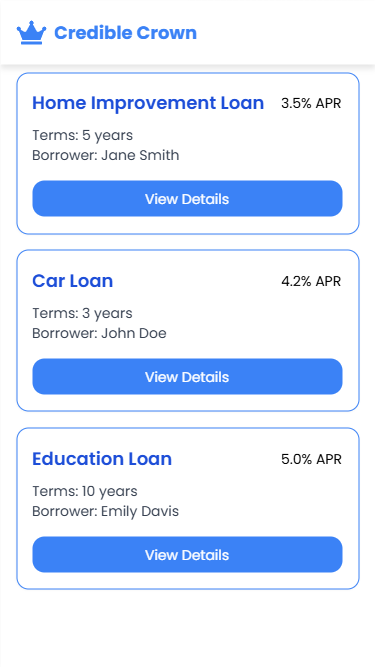 Credible Crown
Home Improvement Loan 3.5% APR
Terms: 5 years
Borrower: Jane Smith
View Details
Car Loan 4.2% APR
Terms: 3 years
Borrower: John Doe
View Details
Education Loan 5.0% APR
Terms: 10 years
Borrower: Emily Davis
View Details